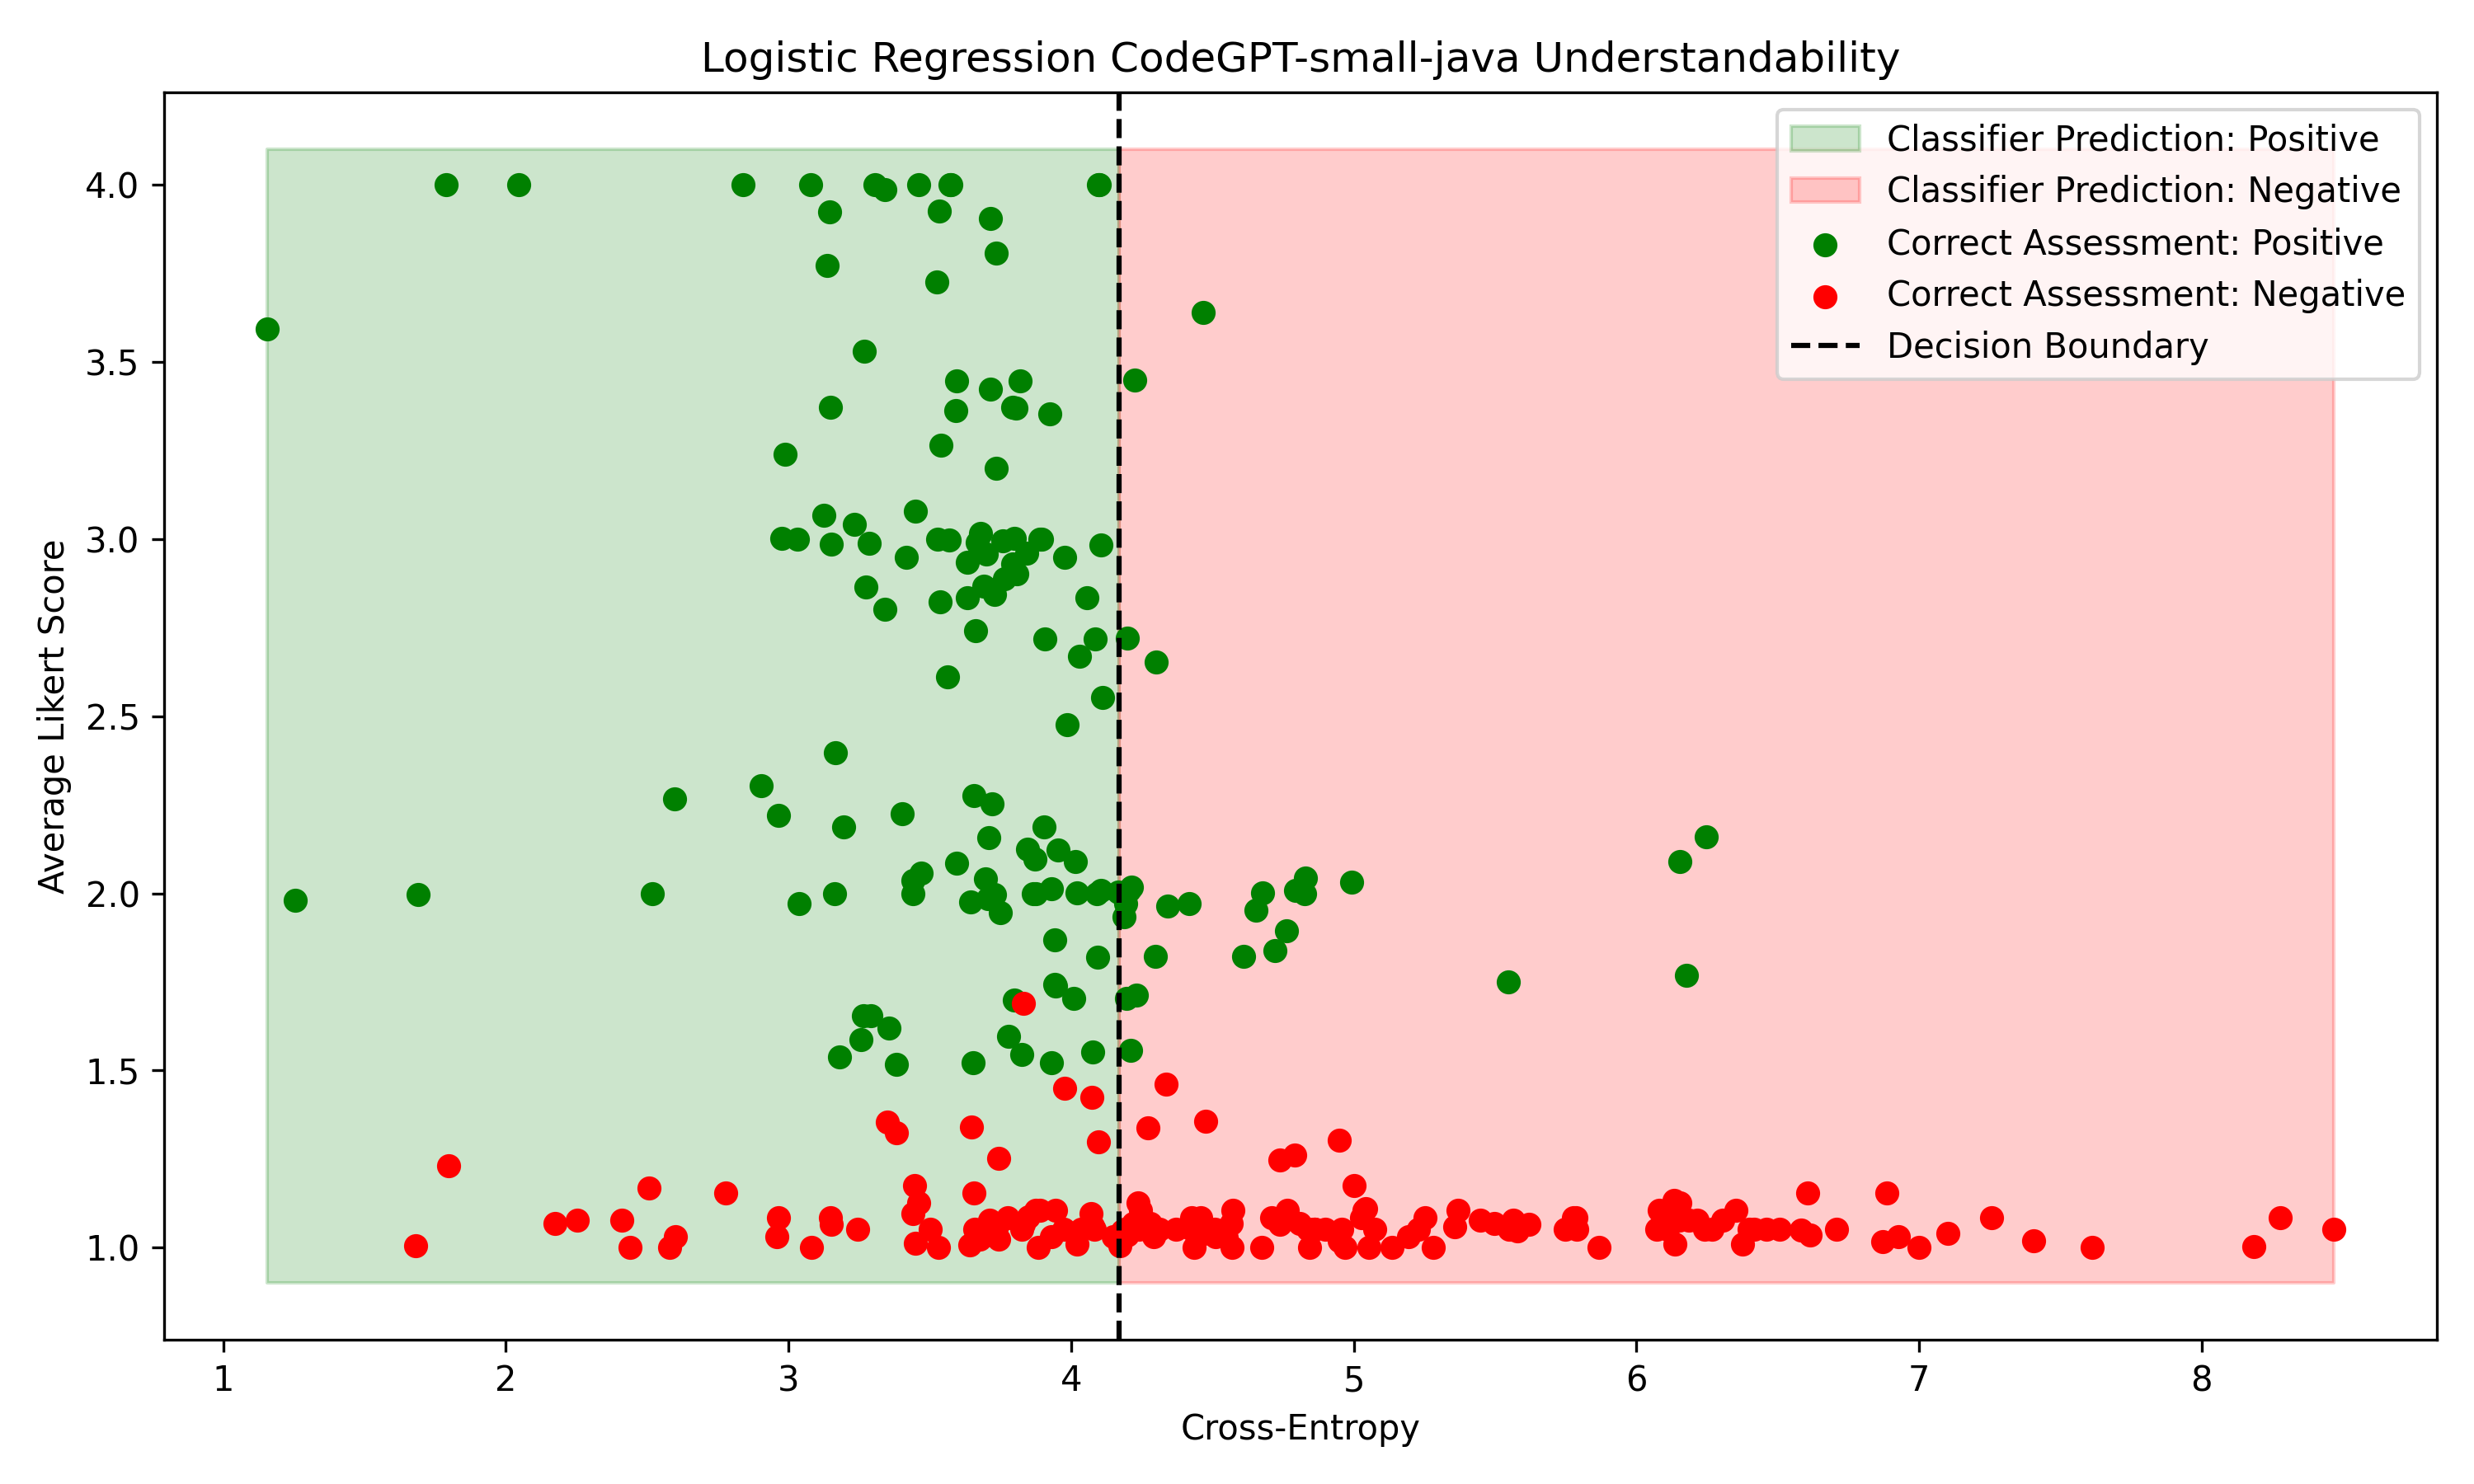 Logistic Regression CodeGPT-small-java Understandability
Classifier Prediction: Positive
Classifier Prediction: Negative
Correct Assessment: Positive
Correct Assessment: Negative
Decision Boundary
Average Likert Score
4.0
3.5
3.0
2.5
2.0
1.5
1.0
1 2 3 4 5 6 7 8
Cross-Entropy